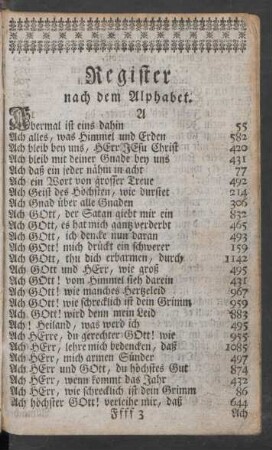 Register
nach dem Alphabet.
A
Abermal ist eins dahin 55
Ach alles, was Himmel und Erden 582
Ach bleib bey uns, HErr JEsu Christ 420
Ach bleib mit deiner Gnade bey uns 431
Ach daß ein jeder nähm in acht 77
Ach ein Wort von grosser Treue 492
Ach Geist des Höchsten, wie dürstet 214
Ach Gnad über alle Gnaden 306
Ach GOtt, der Satan giebt mir ein 832
Ach GOtt, es hat mich ganz verderbt 465
Ach GOtt, ich dencke nun daran 493
Ach GOtt! mich drückt ein schwerer 159
Ach GOtt, thu dich erbarmen, durch 1142
Ach GOtt und HErr, wie groß 495
Ach GOtt! vom Himmel sieh darein 431
Ach GOtt! wie manches Hertzeleid 967
Ach GOtt! wie schrecklich ist dein Grimm 959
Ach GOtt! wird denn mein Leid 883
Ach! Heiland, was werd ich 495
Ach HErre, du gerechter GOtt! wie 955
Ach HErr, lehre mich bedencken, daß 1085
Ach HErr, mich armen Sünder 497
Ach HErr und GOtt, du höchstes Gut 874
Ach HErr, wenn kommt das Jahr 432
Ach HErr, wie schrecklich ist dein Grimm 86
Ach höchster GOtt! verleihe mir, daß 644
Ffff 3 Ach